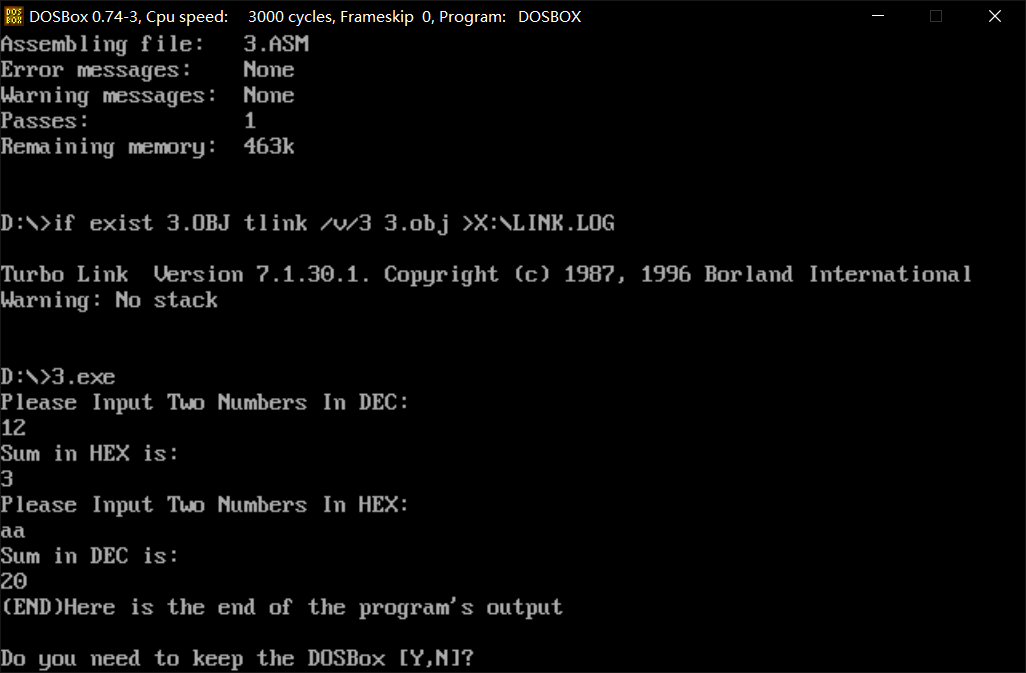 DOSBox 0.74-3, Cpu speed: 3000 cycles, Frameskip 0, Program: DOSBOX
Assembling file: 3.ASM
Error messages: None
Warning messages: None
Passes: 1
Remaining memory: 463k
D:\>if exist 3.OBJ tlink /v/3 3.obj >X:\LINK.LOG
Turbo Link Version 7.1.30.1. Copyright (c) 1987, 1996 Borland International
Warning: No stack
D:\>3.exe
Please Input Two Numbers In DEC:
12
Sum in HEX is:
3
Please Input Two Numbers In HEX:
aa
Sum in DEC is:
20
(END)Here is the end of the program's output
Do you need to keep the DOSBox [Y,N]?